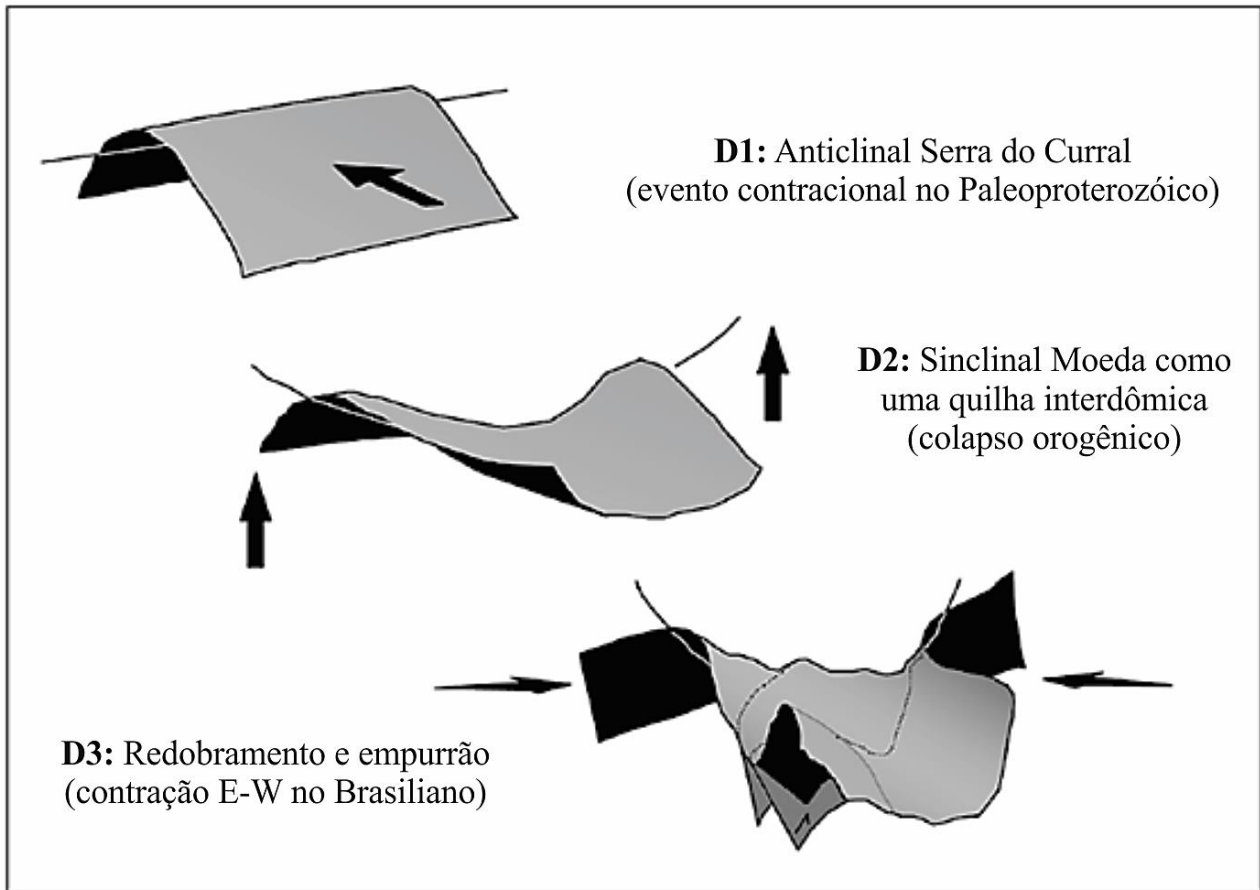 D1: Anticlinal Serra do Curral
(evento contracional no Paleoproterozóico)
D2: Sinclinal Moeda como
uma quilha interdômica
(colapso orogênico)
D3: Redobramento e empurrão
(contração E-W no Brasiliano)